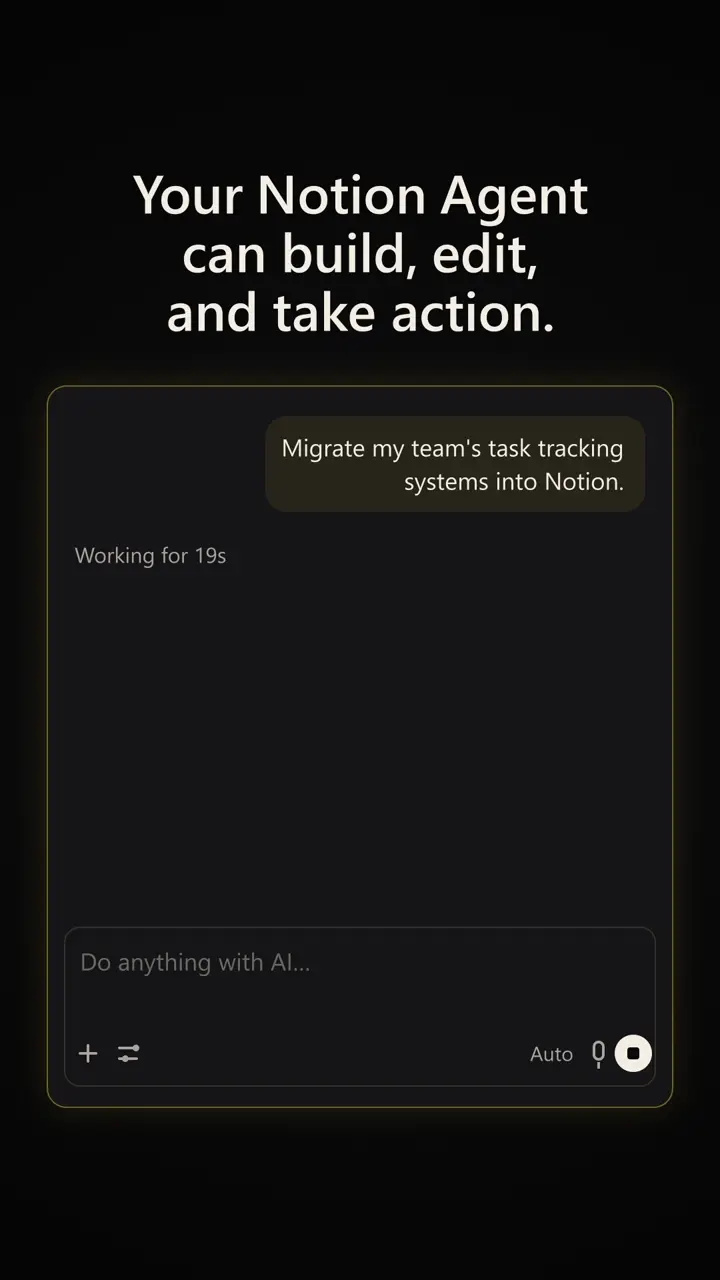 Your Notion Agent
can build, edit,
and take action.
Migrate my team's task tracking
systems into Notion.
Working for 19s
Do anything with AI...
Auto